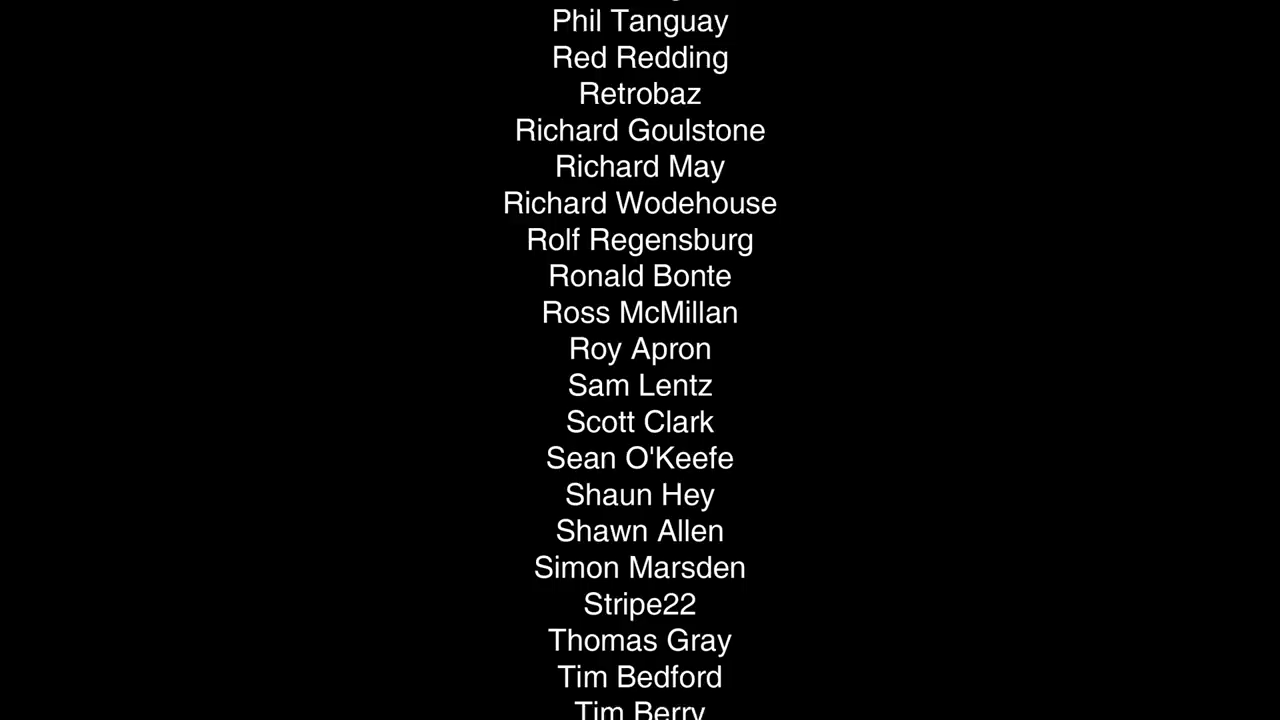 Phil Tanguay
Red Redding
Retrobaz
Richard Goulstone
Richard May
Richard Wodehouse
Rolf Regensburg
Ronald Bonte
Ross McMillan
Roy Apron
Sam Lentz
Scott Clark
Sean O'Keefe
Shaun Hey
Shawn Allen
Simon Marsden
Stripe22
Thomas Gray
Tim Bedford
Tim Berry